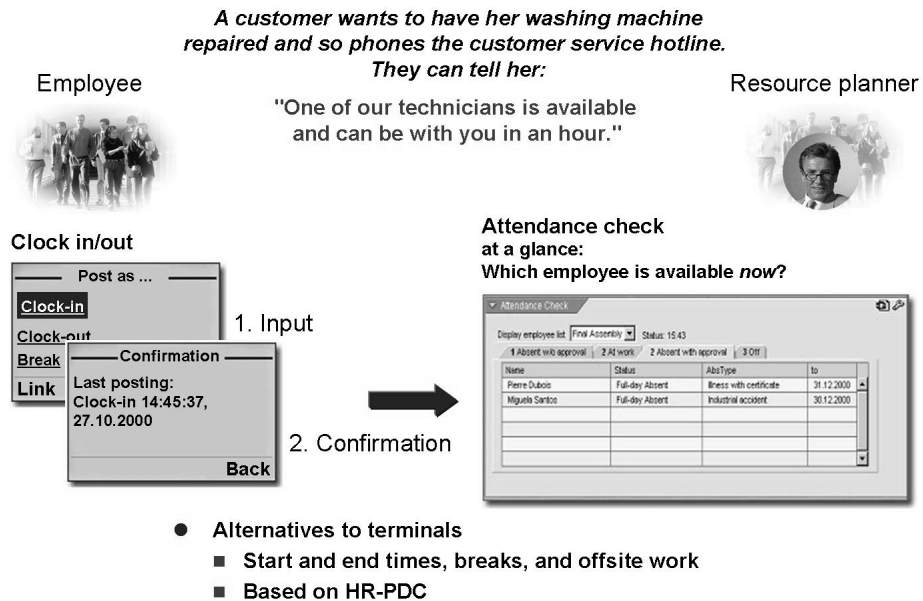 A customer wants to have her washing machine
repaired and so phones the customer service hotline.
They can tell her:
Employee
Resource planner
"One of our technicians is available
and can be with you in an hour."
Clock in/out
Post as ...
Clock-in
Clock-out
Break
Link
Confirmation
Last posting:
Clock-in 14:45:37,
27.10.2000
Back
1. Input
2. Confirmation
Attendance check
at a glance:
Which employee is available now?
Attendance Check
Display employee list Final Assembly Status: 15:43
1 Absent w/o approval 2 At work 2 Absent with approval 3 Off
Name Status AbsType to
Pierre Dubois Full-day Absent Illness with certificate 31.12.2000
Miguela Santos Full-day Absent Industrial accident 30.12.2000
Alternatives to terminals
Start and end times, breaks, and offsite work
Based on HR-PDC